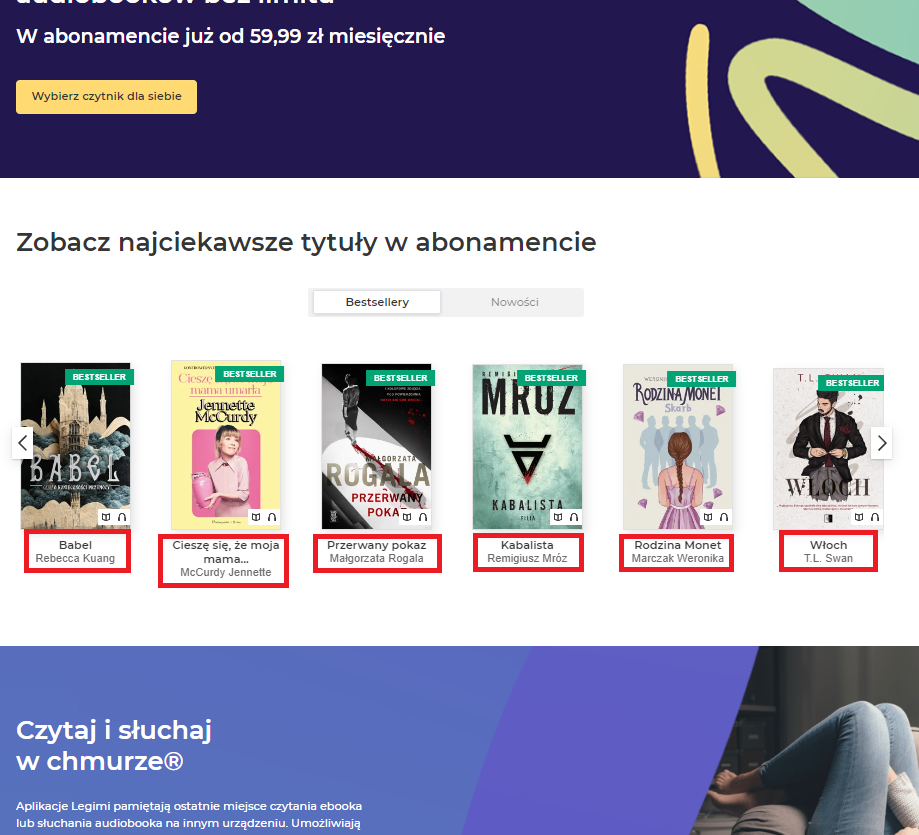 W abonamencie już od 59,99 zł miesięcznie
Wybierz czytnik dla siebie
Zobacz najciekawsze tytuły w abonamencie
Bestsellery
Nowości
BESTSELLER
BABEL
BESTSELLER
Cieszę
mama umarła
Jennette
McCurdy
BESTSELLER
MAŁGORZATA
ROGALA
PRZERWANY
POKA
BESTSELLER
MRÓZ
KABALISTA
FILIA
BESTSELLER
RODZINA MONET
Skarb
BESTSELLER
T.L.
WŁOCH
Babel
Rebecca Kuang
Cieszę się, że moja
mama...
McCurdy Jennette
Przerwany pokaz
Małgorzata Rogala
Kabalista
Remigiusz Mróz
Rodzina Monet
Marczak Weronika
Włoch
T.L. Swan
Czytaj i słuchaj
w chmurze®
Aplikacje Legimi pamiętają ostatnie miejsce czytania ebooka
lub słuchania audiobooka na innym urządzeniu. Umożliwiają